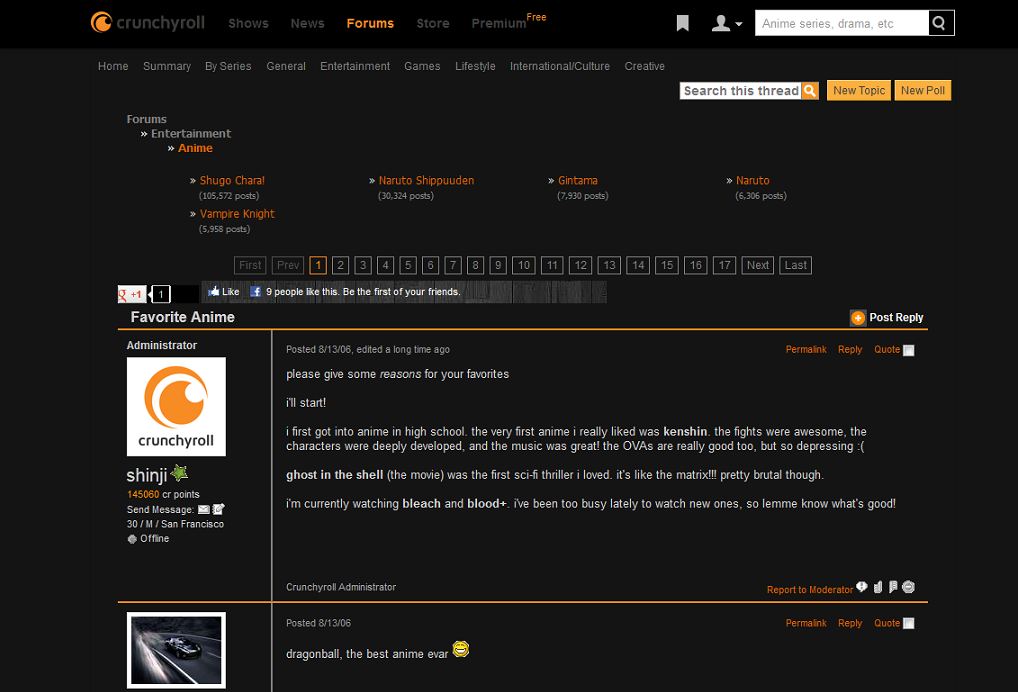 crunchyroll Shows News Forums Store Premium Free Anime series, drama, etc
Home Summary By Series General Entertainment Games Lifestyle International/Culture Creative
Search this thread New Topic New Poll
Forums
» Entertainment
» Anime
» Shugo Chara! » Naruto Shippuuden » Gintama » Naruto
(105,572 posts) (30,324 posts) (7,930 posts) (6,306 posts)
» Vampire Knight
(5,958 posts)
First Prev 1 2 3 4 5 6 7 8 9 10 11 12 13 14 15 16 17 Next Last
g +1 1 Like f 9 people like this. Be the first of your friends.
Favorite Anime Post Reply
Administrator
crunchyroll
shinji
145060 cr points
Send Message:
30 / M / San Francisco
Offline
Posted 8/13/06, edited a long time ago Permalink Reply Quote
please give some reasons for your favorites
i'll start!
i first got into anime in high school. the very first anime i really liked was kenshin. the fights were awesome, the
characters were deeply developed, and the music was great! the OVAs are really good too, but so depressing :(
ghost in the shell (the movie) was the first sci-fi thriller i loved. it's like the matrix!!! pretty brutal though.
i'm currently watching bleach and blood+. i've been too busy lately to watch new ones, so lemme know what's good!
Crunchyroll Administrator Report to Moderator
Posted 8/13/06 Permalink Reply Quote
dragonball, the best anime evar